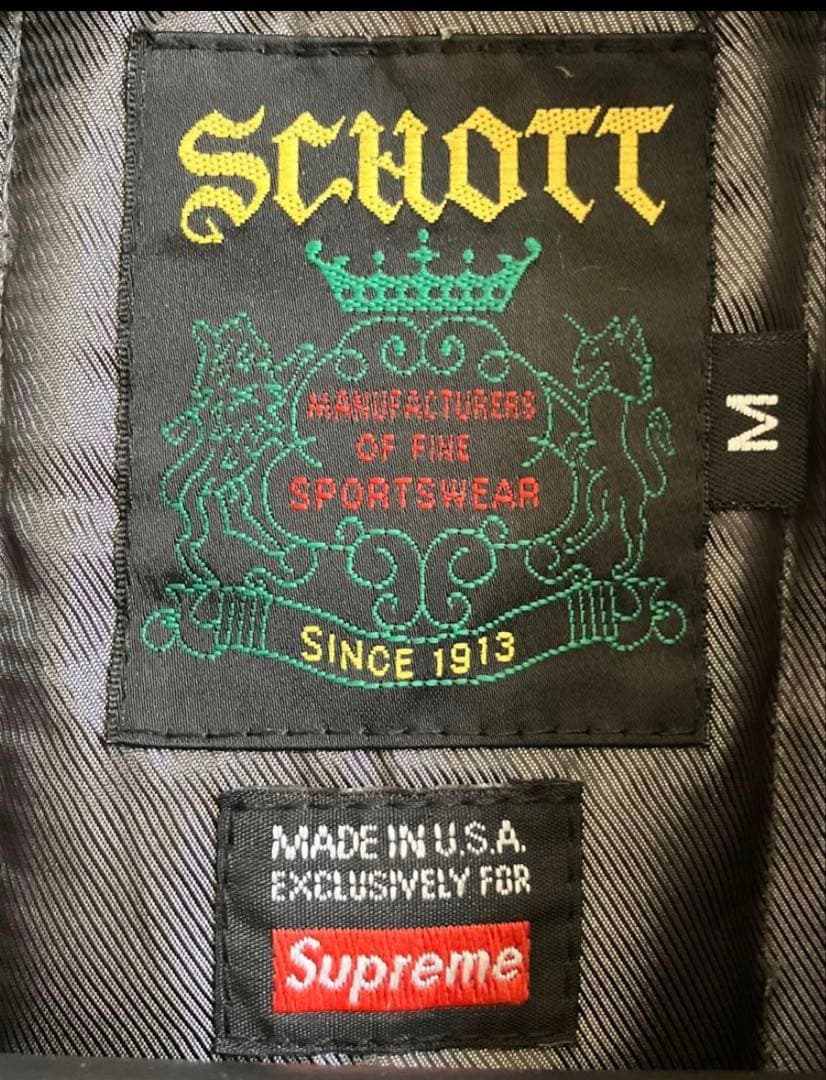 SCHOTT
MANUFACTURERS
OF FINE
SPORTSWEAR
SINCE 1913
M
MADE IN U.S.A.
EXCLUSIVELY FOR
Supreme